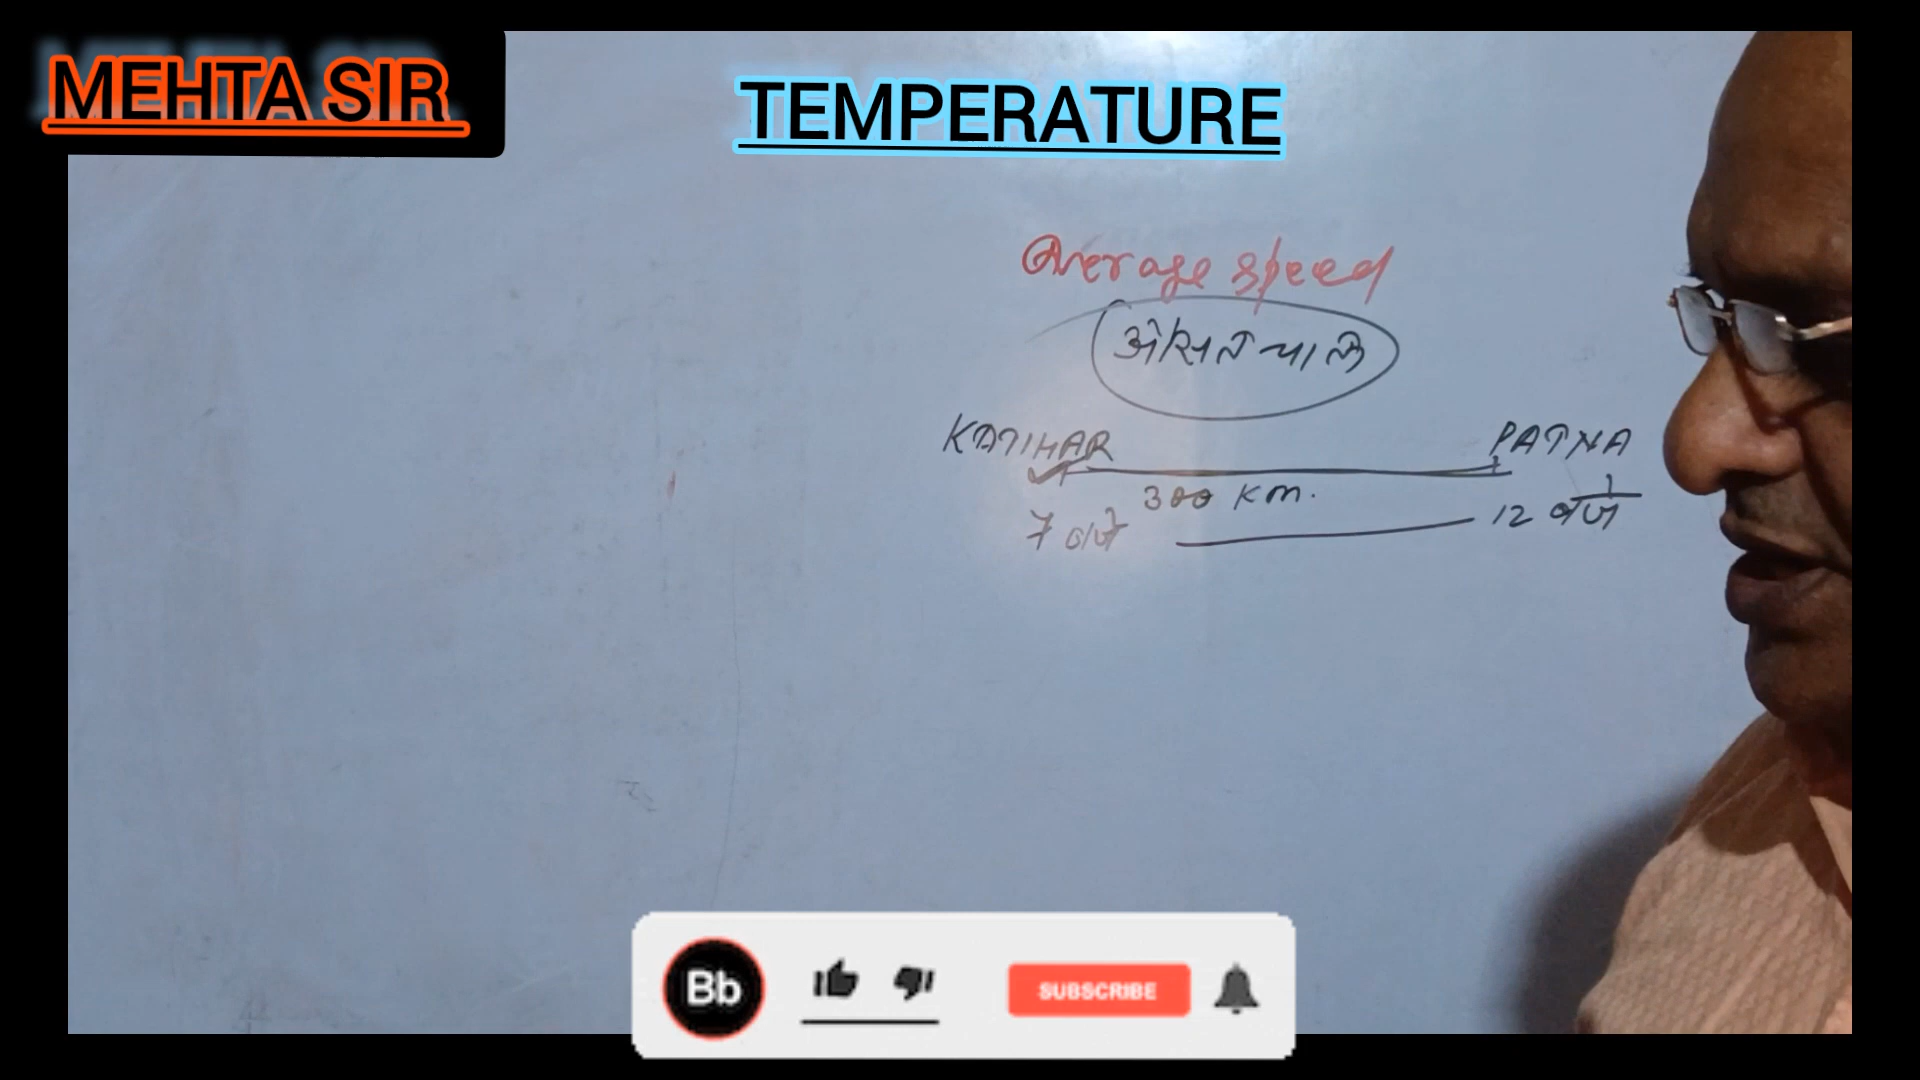 MEHTA SIR
TEMPERATURE
Average speed
औसत चाल
KATIHAR PATNA
300 Km.
7 बजे 12 बजे
Bb SUBSCRIBE